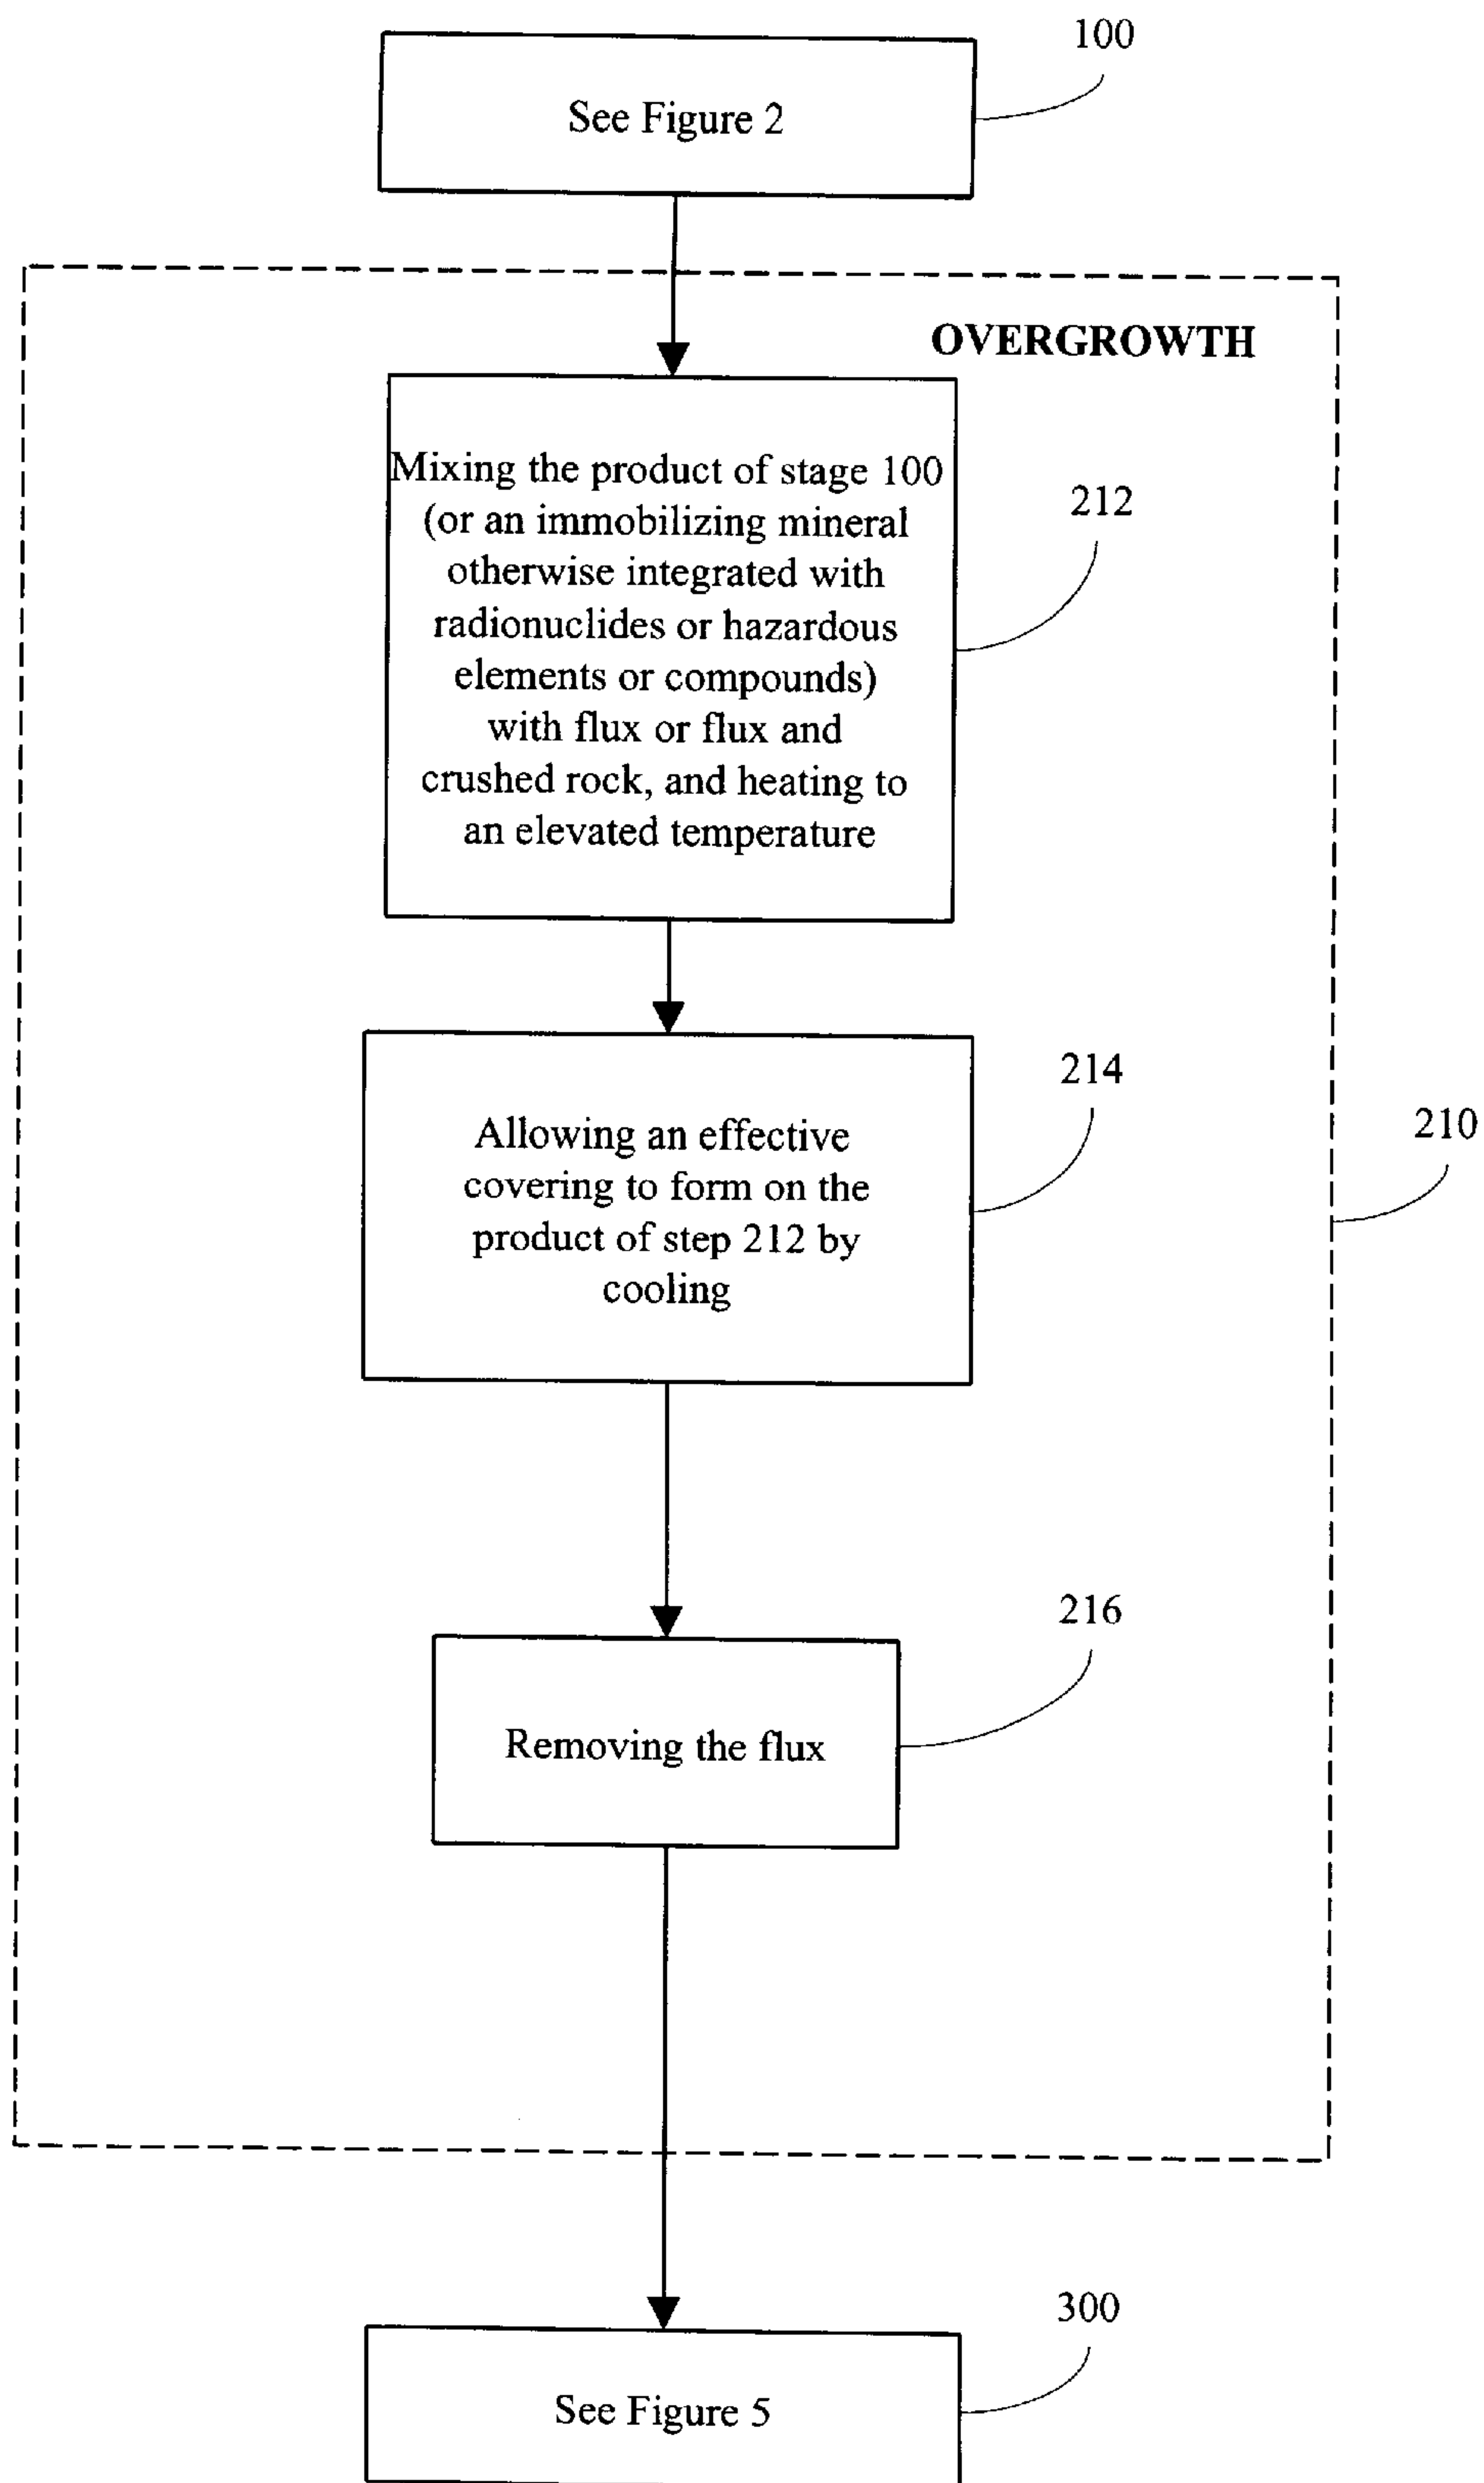 100
See Figure 2
OVERGROWTH
Mixing the product of stage 100
(or an immobilizing mineral
otherwise integrated with
radionuclides or hazardous
elements or compounds)
with flux or flux and
crushed rock, and heating to
an elevated temperature
212
Allowing an effective
covering to form on the
product of step 212 by
cooling
214
210
Removing the flux
216
See Figure 5
300